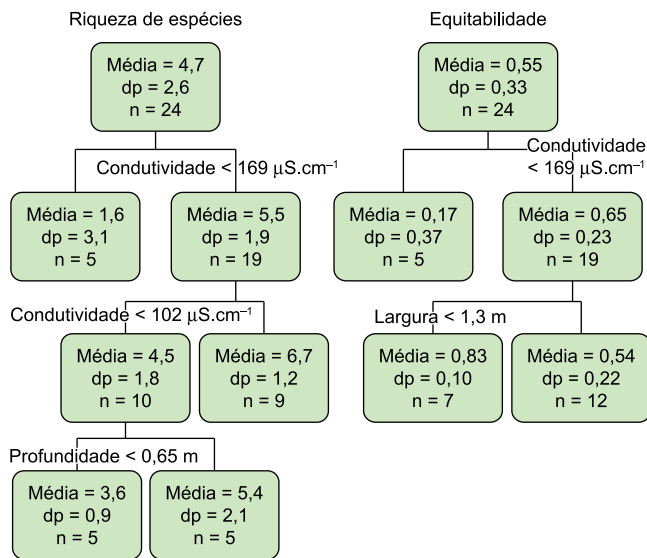 Riqueza de espécies
Média = 4,7
dp = 2,6
n = 24
Condutividade < 169 µS.cm⁻¹
Média = 1,6
dp = 3,1
n = 5
Média = 5,5
dp = 1,9
n = 19
Condutividade < 102 µS.cm⁻¹
Média = 4,5
dp = 1,8
n = 10
Média = 6,7
dp = 1,2
n = 9
Profundidade < 0,65 m
Média = 3,6
dp = 0,9
n = 5
Média = 5,4
dp = 2,1
n = 5
Equitabilidade
Média = 0,55
dp = 0,33
n = 24
Condutividade
< 169 µS.cm⁻¹
Média = 0,17
dp = 0,37
n = 5
Média = 0,65
dp = 0,23
n = 19
Largura < 1,3 m
Média = 0,83
dp = 0,10
n = 7
Média = 0,54
dp = 0,22
n = 12